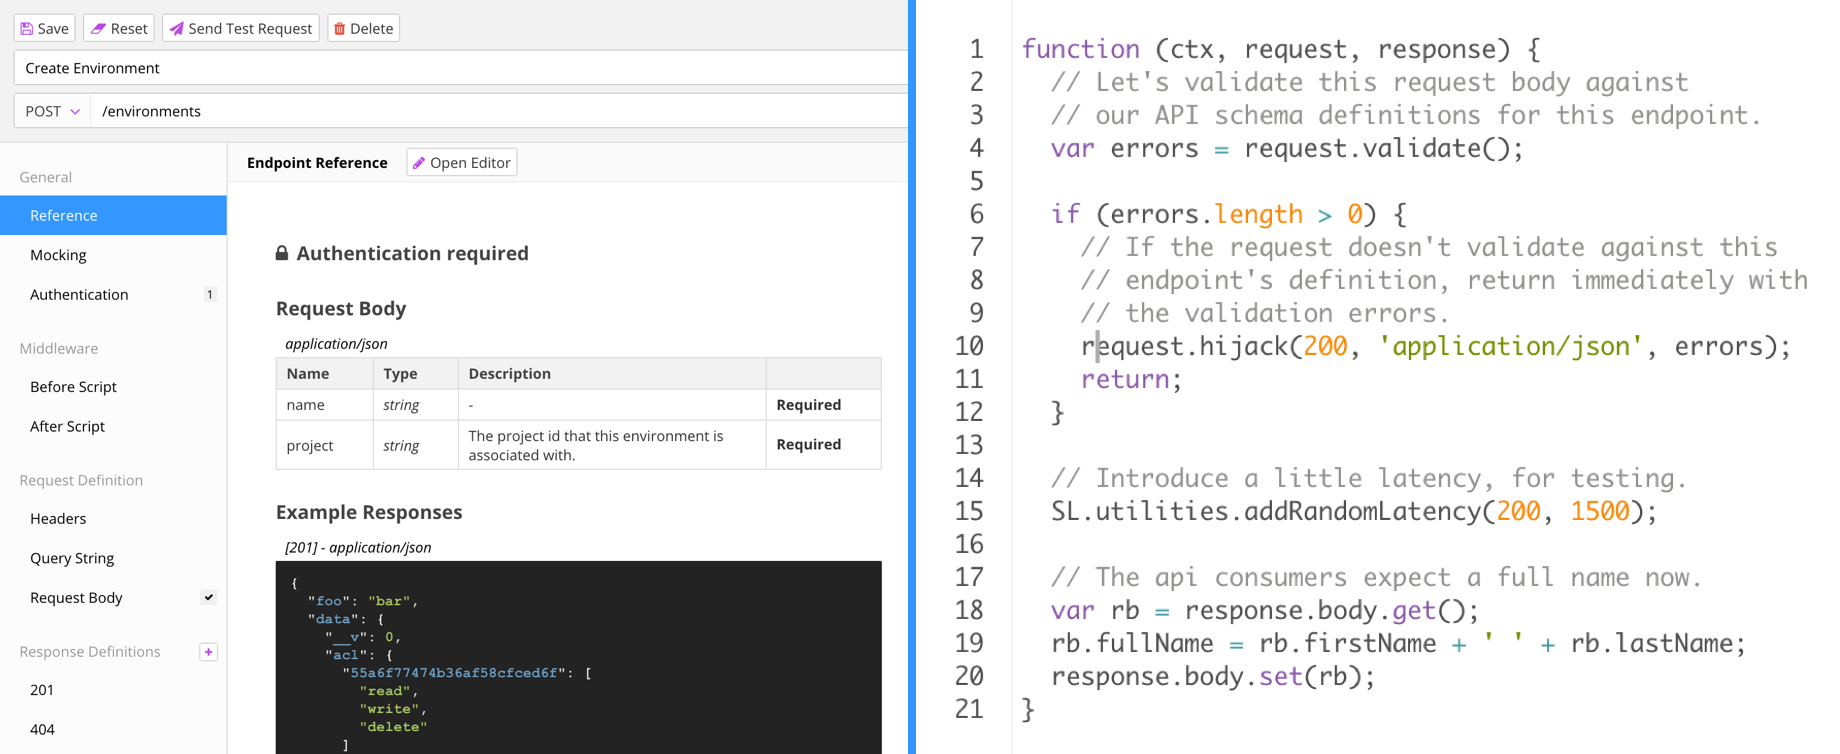 Save Reset Send Test Request Delete
Create Environment
POST /environments
General
Reference
Mocking
Authentication 1
Middleware
Before Script
After Script
Request Definition
Headers
Query String
Request Body
Response Definitions +
201
404
Endpoint Reference Open Editor
Authentication required
Request Body
application/json
Name Type Description
name string - Required
project string The project id that this environment is associated with. Required
Example Responses
[201] - application/json
{
"foo": "bar",
"data": {
"__v": 0,
"acl": {
"55a6f77474b36af58cfced6f": [
"read",
"write",
"delete"
]
1 function (ctx, request, response) {
2 // Let's validate this request body against
3 // our API schema definitions for this endpoint.
4 var errors = request.validate();
5
6 if (errors.length > 0) {
7 // If the request doesn't validate against this
8 // endpoint's definition, return immediately with
9 // the validation errors.
10 request.hijack(200, 'application/json', errors);
11 return;
12 }
13
14 // Introduce a little latency, for testing.
15 SL.utilities.addRandomLatency(200, 1500);
16
17 // The api consumers expect a full name now.
18 var rb = response.body.get();
19 rb.fullName = rb.firstName + ' ' + rb.lastName;
20 response.body.set(rb);
21 }